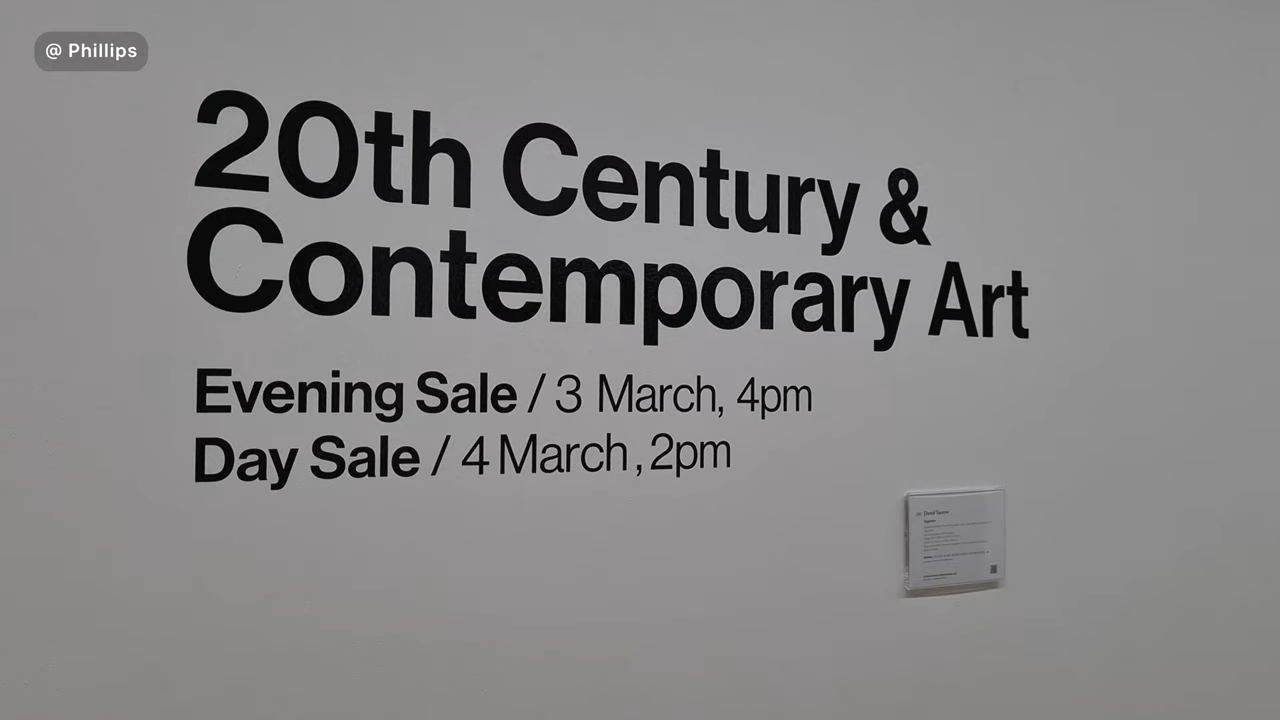 @ Phillips
20th Century &
Contemporary Art
Evening Sale / 3 March, 4pm
Day Sale / 4 March, 2pm